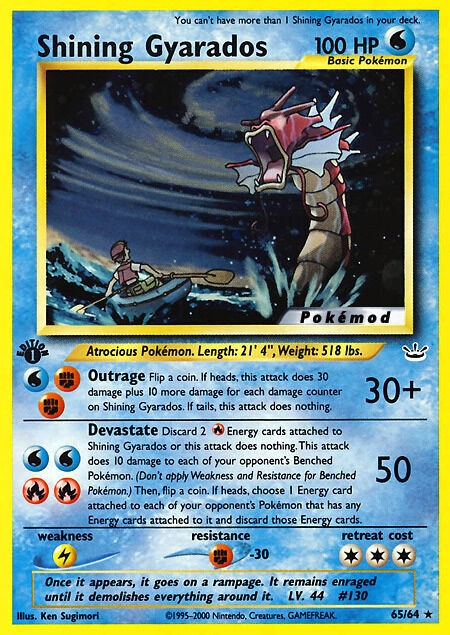 You can't have more than 1 Shining Gyarados in your deck.
Shining Gyarados 100 HP
Basic Pokémon
Pokémod
EDITION
1
Atrocious Pokémon. Length: 21' 4", Weight: 518 lbs.
Outrage Flip a coin. If heads, this attack does 30
damage plus 10 more for each damage counter
on Shining Gyarados. If tails, this attack does nothing.
30+
Devastate Discard 2 Energy cards attached to
Shining Gyarados or this attack does nothing. This attack
does 10 damage to each of your opponent's Benched
Pokémon. (Don't apply Weakness and Resistance for Benched
Pokémon.) Then, flip a coin. If heads, choose 1 Energy card
attached to each of your opponent's Pokémon that has any
Energy cards attached to it and discard those Energy cards.
50
weakness resistance retreat cost
-30
Once it appears, it goes on a rampage. It remains enraged
until it demolishes everything around it. LV. 44 #130
Illus. Ken Sugimori ©1995-2000 Nintendo, Creatures, GAMEFREAK. 65/64